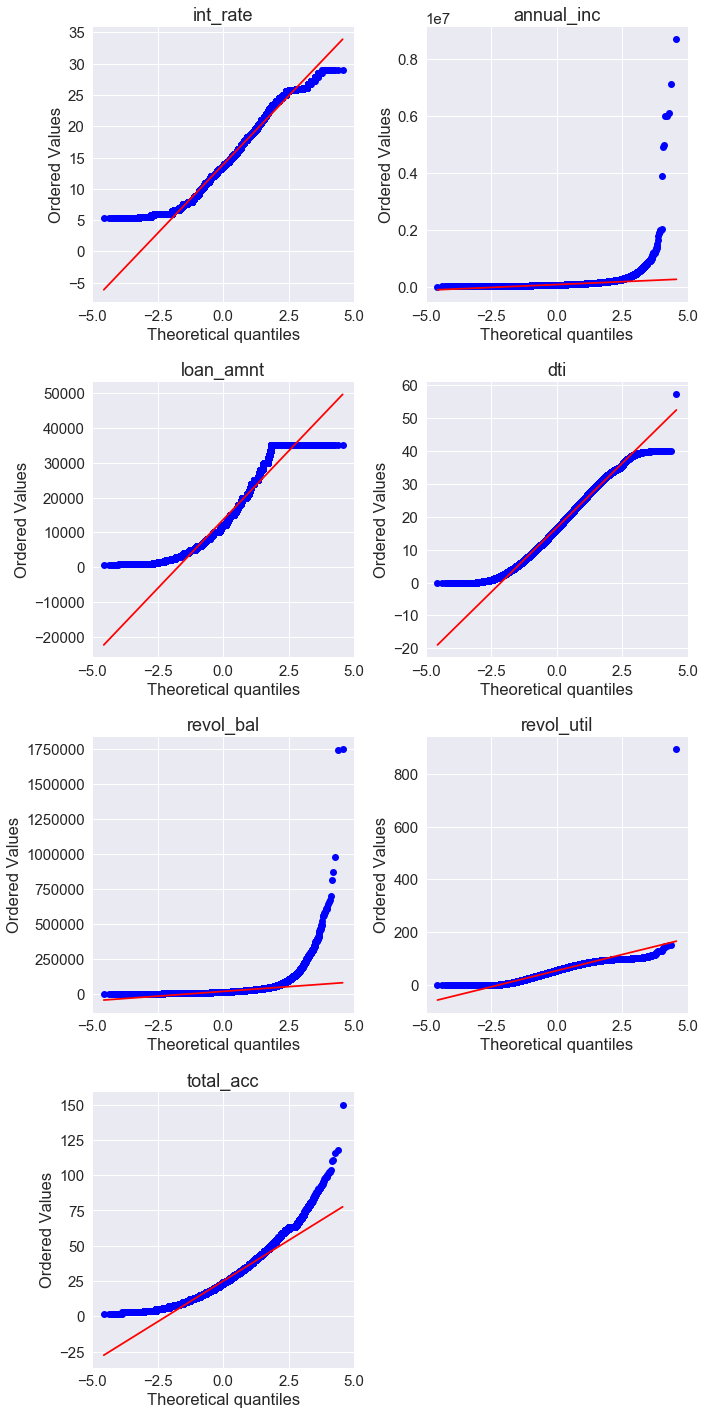 int_rate
35
30
25
20
15
10
5
0
−5
Ordered Values
−5.0 −2.5 0.0 2.5 5.0
Theoretical quantiles
annual_inc
1e7
0.8
0.6
0.4
0.2
0.0
Ordered Values
−5.0 −2.5 0.0 2.5 5.0
Theoretical quantiles
loan_amnt
50000
40000
30000
20000
10000
0
−10000
−20000
Ordered Values
−5.0 −2.5 0.0 2.5 5.0
Theoretical quantiles
dti
60
50
40
30
20
10
0
−10
−20
Ordered Values
−5.0 −2.5 0.0 2.5 5.0
Theoretical quantiles
revol_bal
1750000
1500000
1250000
1000000
750000
500000
250000
0
Ordered Values
−5.0 −2.5 0.0 2.5 5.0
Theoretical quantiles
revol_util
800
600
400
200
0
Ordered Values
−5.0 −2.5 0.0 2.5 5.0
Theoretical quantiles
total_acc
150
125
100
75
50
25
0
−25
Ordered Values
−5.0 −2.5 0.0 2.5 5.0
Theoretical quantiles